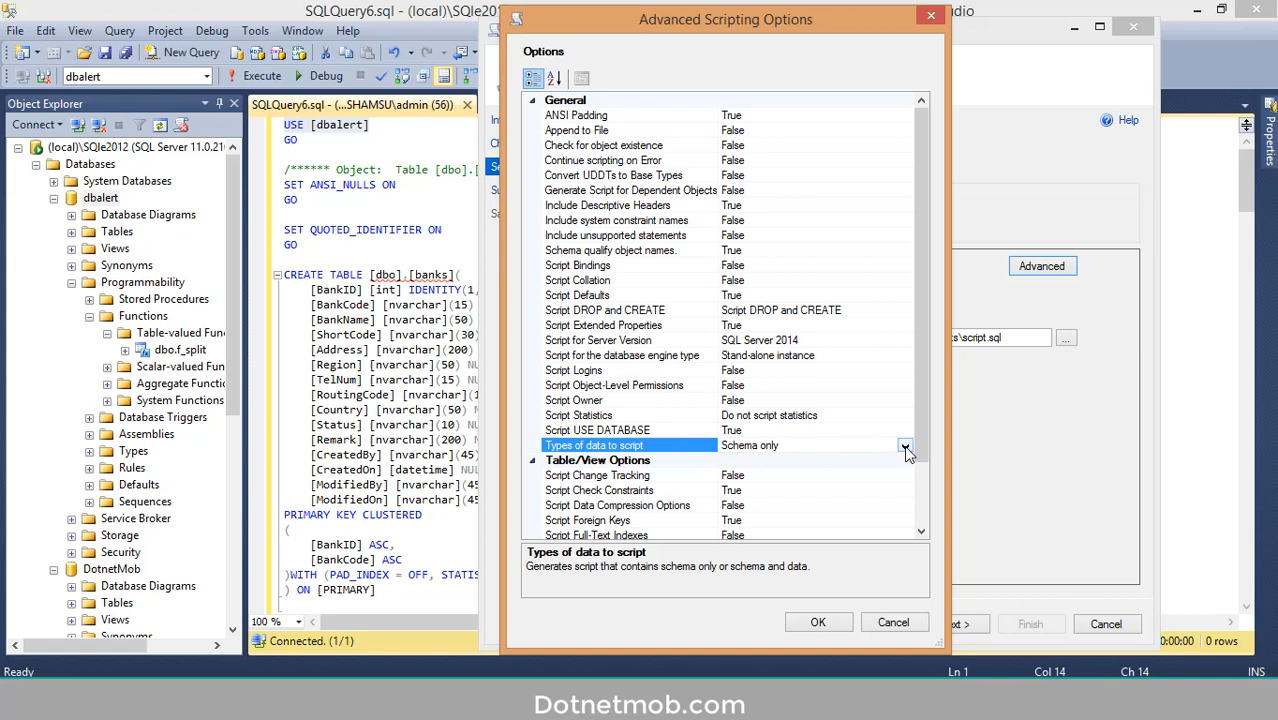 SQLQuery6.sql - (local)\SQle201
udio
File Edit View Query Project Debug Tools Window Help
New Query
dbalert
Execute
Debug
Object Explorer
Connect
(local)\SQle2012 (SQL Server 11.0.21
Databases
System Databases
dbalert
Database Diagrams
Tables
Views
Synonyms
Programmability
Stored Procedures
Functions
Table-valued Fun
dbo.f_split
Scalar-valued Fun
Aggregate Functi
System Functions
Database Triggers
Assemblies
Types
Rules
Defaults
Sequences
Service Broker
Storage
Security
DotnetMob
Database Diagrams
Tables
Views
Synonyms
SQLQuery6.sql - (...SHAMSU\admin (56))
USE [dbalert]
GO
/****** Object: Table [dbo].[
SET ANSI_NULLS ON
GO
SET QUOTED_IDENTIFIER ON
GO
CREATE TABLE [dbo].[banks](
[BankID] [int] IDENTITY(1,
[BankCode] [nvarchar](15)
[BankName] [nvarchar](50)
[ShortCode] [nvarchar](30)
[Address] [nvarchar](200)
[Region] [nvarchar](50) NU
[TelNum] [nvarchar](15) NU
[RoutingCode] [nvarchar](1
[Country] [nvarchar](50) N
[Status] [nvarchar](10) NU
[Remark] [nvarchar](200) N
[CreatedBy] [nvarchar](45)
[CreatedOn] [datetime] NUL
[ModifiedBy] [nvarchar](45
[ModifiedOn] [nvarchar](45
PRIMARY KEY CLUSTERED
(
[BankID] ASC,
[BankCode] ASC
)WITH (PAD_INDEX = OFF, STATIS
) ON [PRIMARY]
100 %
Connected. (1/1)
Advanced Scripting Options
Options
General
ANSI Padding True
Append to File False
Check for object existence False
Continue scripting on Error False
Convert UDDTs to Base Types False
Generate Script for Dependent Objects False
Include Descriptive Headers True
Include system constraint names False
Include unsupported statements False
Schema qualify object names. True
Script Bindings False
Script Collation False
Script Defaults True
Script DROP and CREATE Script DROP and CREATE
Script Extended Properties True
Script for Server Version SQL Server 2014
Script for the database engine type Stand-alone instance
Script Logins False
Script Object-Level Permissions False
Script Owner False
Script Statistics Do not script statistics
Script USE DATABASE True
Types of data to script Schema only
Table/View Options
Script Change Tracking False
Script Check Constraints True
Script Data Compression Options False
Script Foreign Keys True
Script Full-Text Indexes False
Types of data to script
Generates script that contains schema only or schema and data.
OK Cancel
Help
Advanced
s\script.sql
...
ext > Finish Cancel
00:00:00 0 rows
Properties
Ready Ln 1 Col 14 Ch 14 INS
Dotnetmob.com